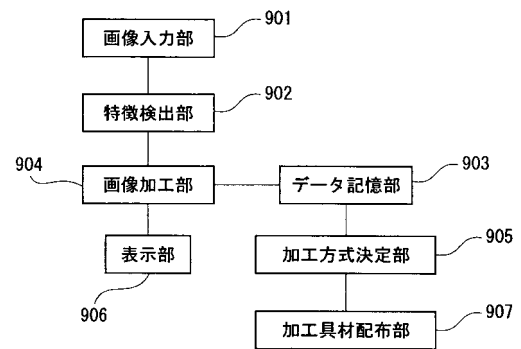 画像入力部
901
特徴検出部
902
904
画像加工部
データ記憶部
903
表示部
906
加工方式決定部
905
加工具材配布部
907